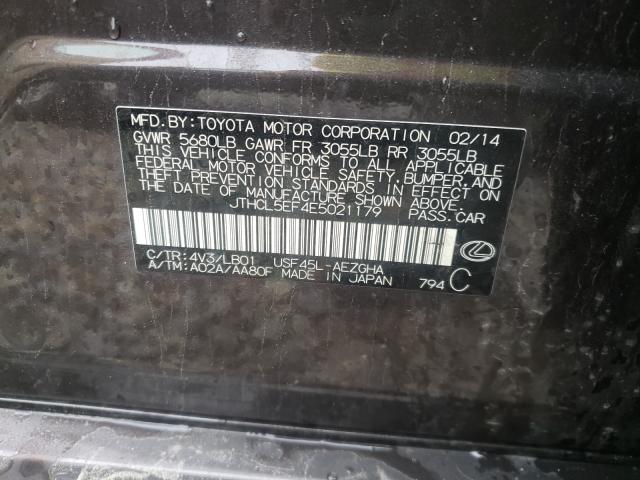 MFD. BY: TOYOTA MOTOR CORPORATION 02/14
GVWR 5680LB GAWR FR 3055LB RR 3055LB
THIS VEHICLE CONFORMS TO ALL APPLICABLE
FEDERAL MOTOR VEHICLE SAFETY, BUMPER, AND
THEFT PREVENTION STANDARDS IN EFFECT ON
THE DATE OF MANUFACTURE SHOWN ABOVE.
JTHCL5EF4E5021179 PASS. CAR
C/TR: 4V3/LB01 USF45L-AEZGHA
A/TM: A02A/AA80F MADE IN JAPAN 794 C